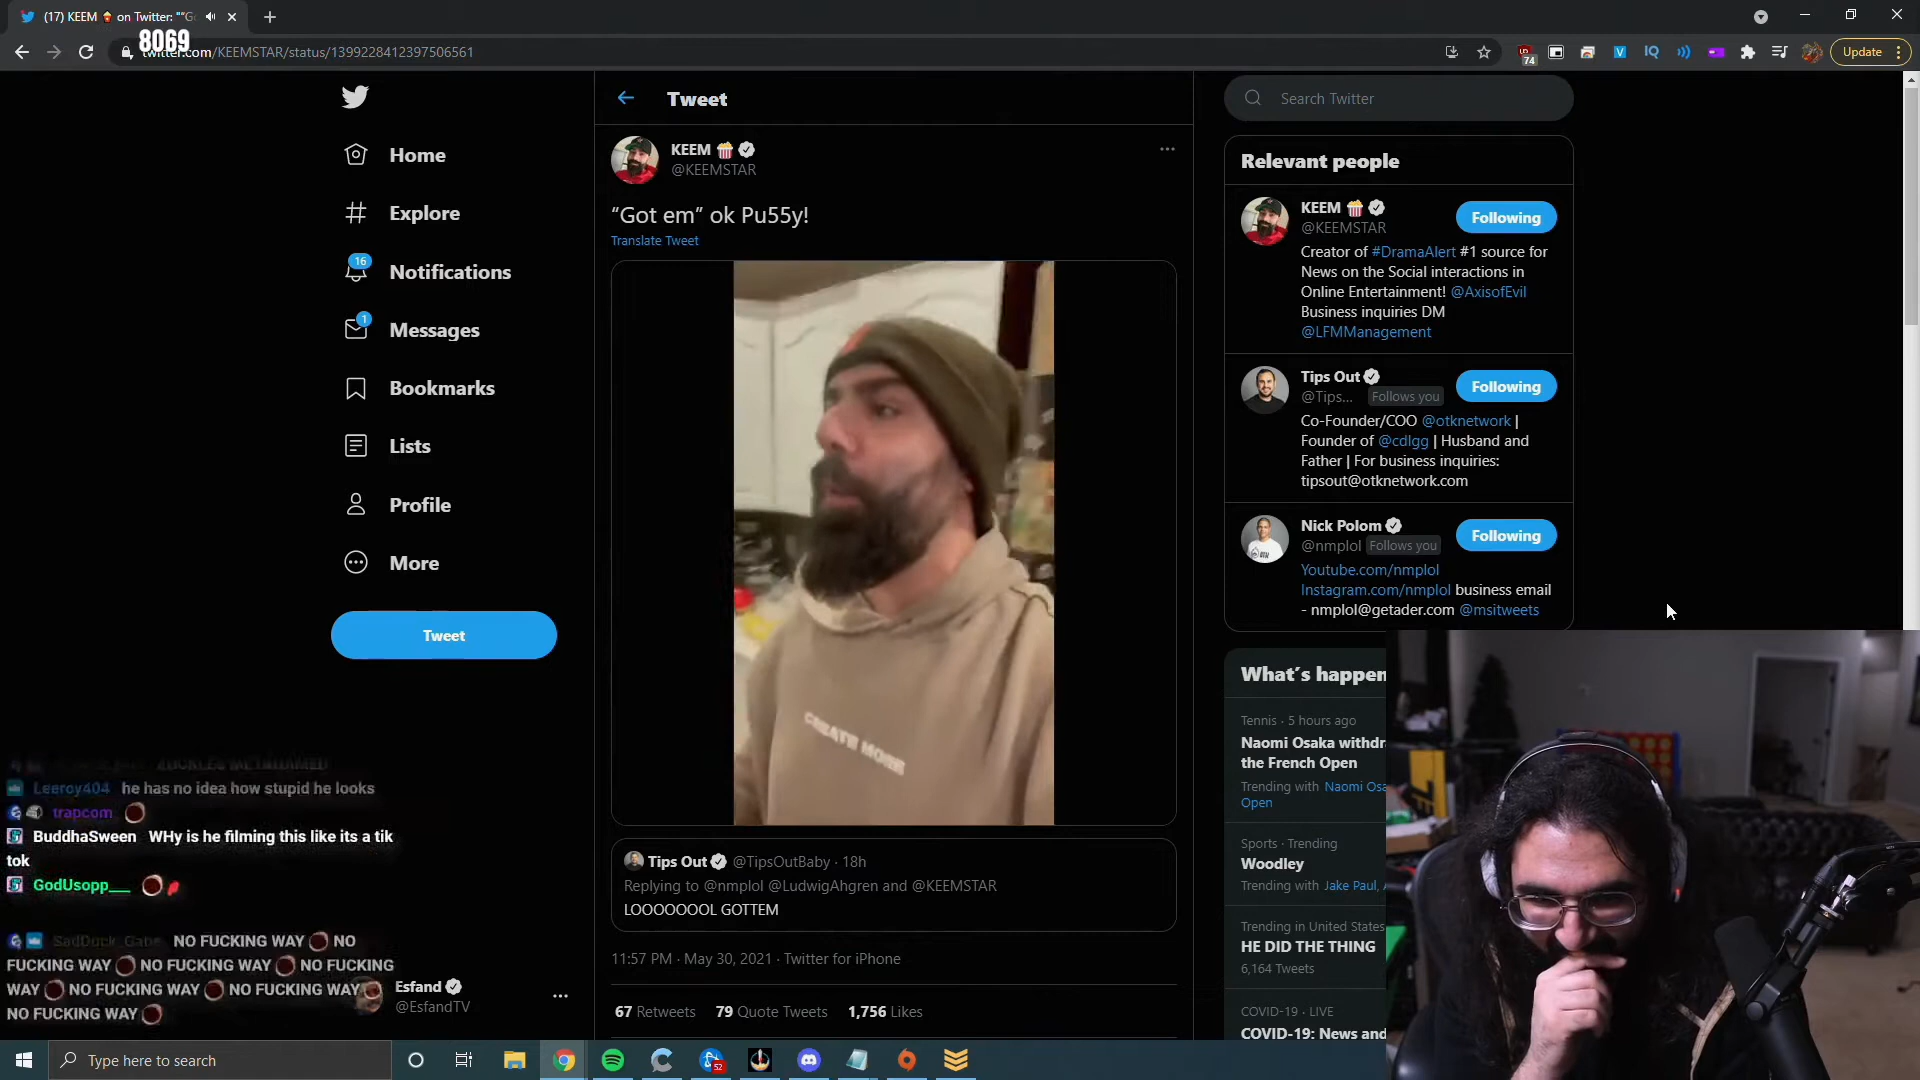 (17) KEEM on Twitter: ""G
8069
twitter.com/KEEMSTAR/status/1399228412397506561
74
Update
Home
Explore
16
Notifications
1
Messages
Bookmarks
Lists
Profile
More
Tweet
Leeroy404 he has no idea how stupid he looks
trapcom
BuddhaSween WHy is he filming this like its a tik
tok
GodUsopp___
SadDuck_Gabe NO FUCKING WAY NO
FUCKING WAY NO FUCKING WAY NO FUCKING
WAY NO FUCKING WAY NO FUCKING WAY
NO FUCKING WAY
Esfand
@EsfandTV
Tweet
KEEM
@KEEMSTAR
“Got em” ok Pu55y!
Translate Tweet
Tips Out @TipsOutBaby · 18h
Replying to @nmplol @LudwigAhgren and @KEEMSTAR
LOOOOOOOL GOTTEM
11:57 PM · May 30, 2021 · Twitter for iPhone
67 Retweets 79 Quote Tweets 1,756 Likes
Search Twitter
Relevant people
KEEM
@KEEMSTAR
Following
Creator of #DramaAlert #1 source for
News on the Social interactions in
Online Entertainment! @AxisofEvil
Business inquiries DM
@LFMManagement
Tips Out
@Tips... Follows you
Following
Co-Founder/COO @otknetwork |
Founder of @cdlgg | Husband and
Father | For business inquiries:
tipsout@otknetwork.com
Nick Polom
@nmplol Follows you
Following
Youtube.com/nmplol
Instagram.com/nmplol business email
- nmplol@getader.com @msitweets
What's happen
Tennis · 5 hours ago
Naomi Osaka withdr
the French Open
Trending with Naomi Osa
Open
Sports · Trending
Woodley
Trending with Jake Paul,
Trending in United States
HE DID THE THING
6,164 Tweets
COVID-19 · LIVE
COVID-19: News and
Type here to search
52